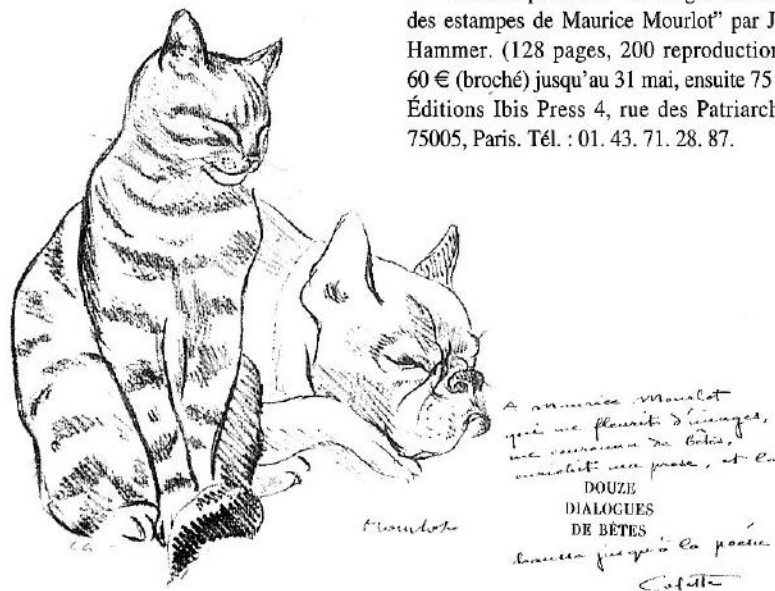 des estampes de Maurice Mourlot” par J
Hammer. (128 pages, 200 reproduction
60 € (broché) jusqu'au 31 mai, ensuite 75
Éditions Ibis Press 4, rue des Patriarch
75005, Paris. Tél. : 01. 43. 71. 28. 87.
A Maurice Mourlot
qui me fleurit d'images,
me couronna de Bêtes,
ma prose, et la
DOUZE
DIALOGUES
DE BÊTES
haussa jusqu'à la poésie
Mourlot
Colette